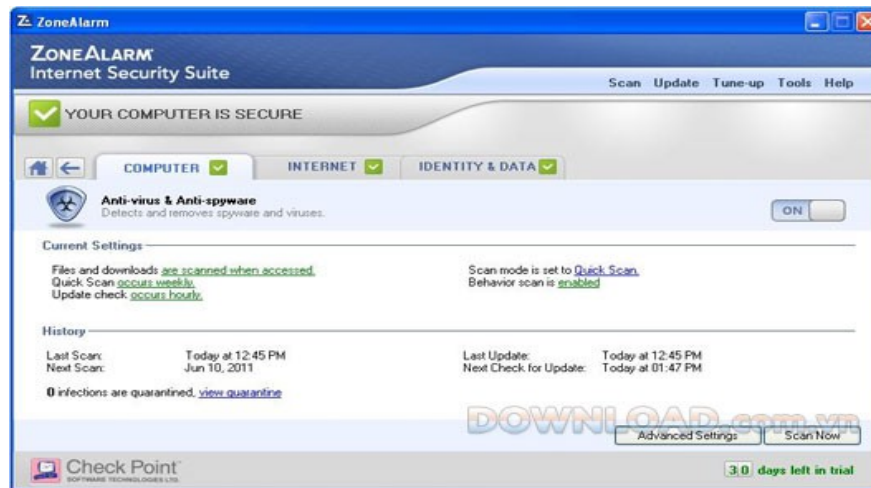 ZoneAlarm
ZONEALARM
Internet Security Suite
Scan Update Tune-up Tools Help
YOUR COMPUTER IS SECURE
COMPUTER INTERNET IDENTITY & DATA
Anti-virus & Anti-spyware
Detects and removes spyware and viruses.
ON
Current Settings
Files and downloads are scanned when accessed. Scan mode is set to Quick Scan.
Quick Scan occurs weekly. Behavior scan is enabled
Update check occurs hourly.
History
Last Scan: Today at 12:45 PM Last Update: Today at 12:45 PM
Next Scan: Jun 10, 2011 Next Check for Update: Today at 01:47 PM
0 infections are quarantined, view quarantine
DOWNLOAD.com.vn
Advanced Settings Scan Now
Check Point
SOFTWARE TECHNOLOGIES LTD.
30 days left in trial